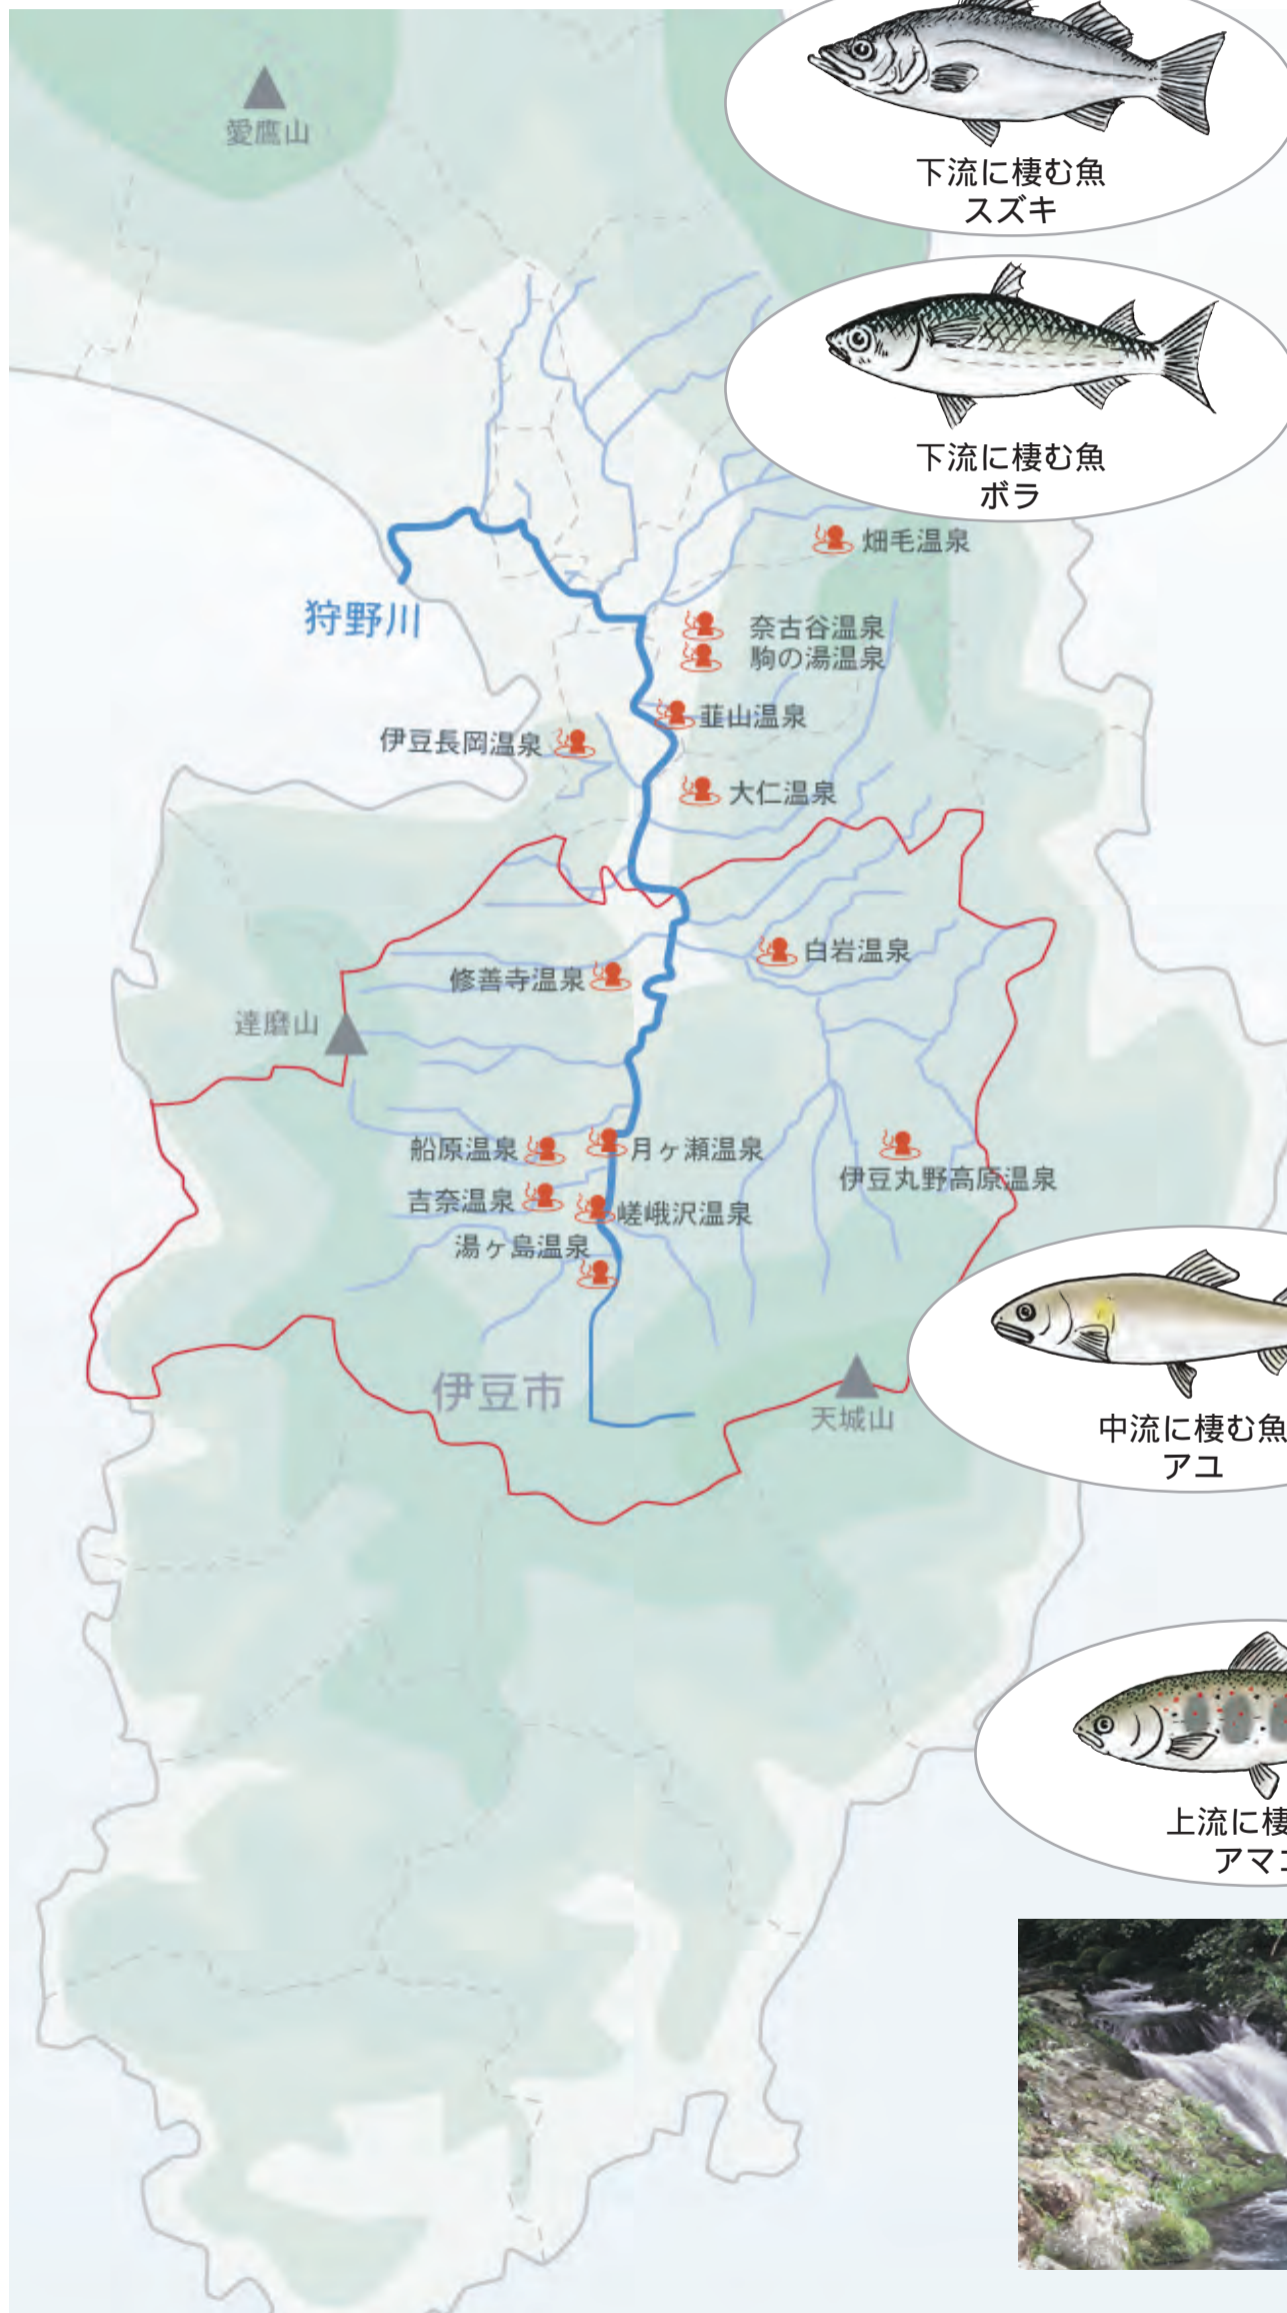 愛鷹山
下流に棲む魚
スズキ
下流に棲む魚
ボラ
畑毛温泉
狩野川
奈古谷温泉
駒の湯温泉
韮山温泉
伊豆長岡温泉
大仁温泉
白岩温泉
修善寺温泉
達磨山
船原温泉
月ヶ瀬温泉
伊豆丸野高原温泉
吉奈温泉
嵯峨沢温泉
湯ヶ島温泉
伊豆市
天城山
中流に棲む魚
アユ
上流に棲
アマ